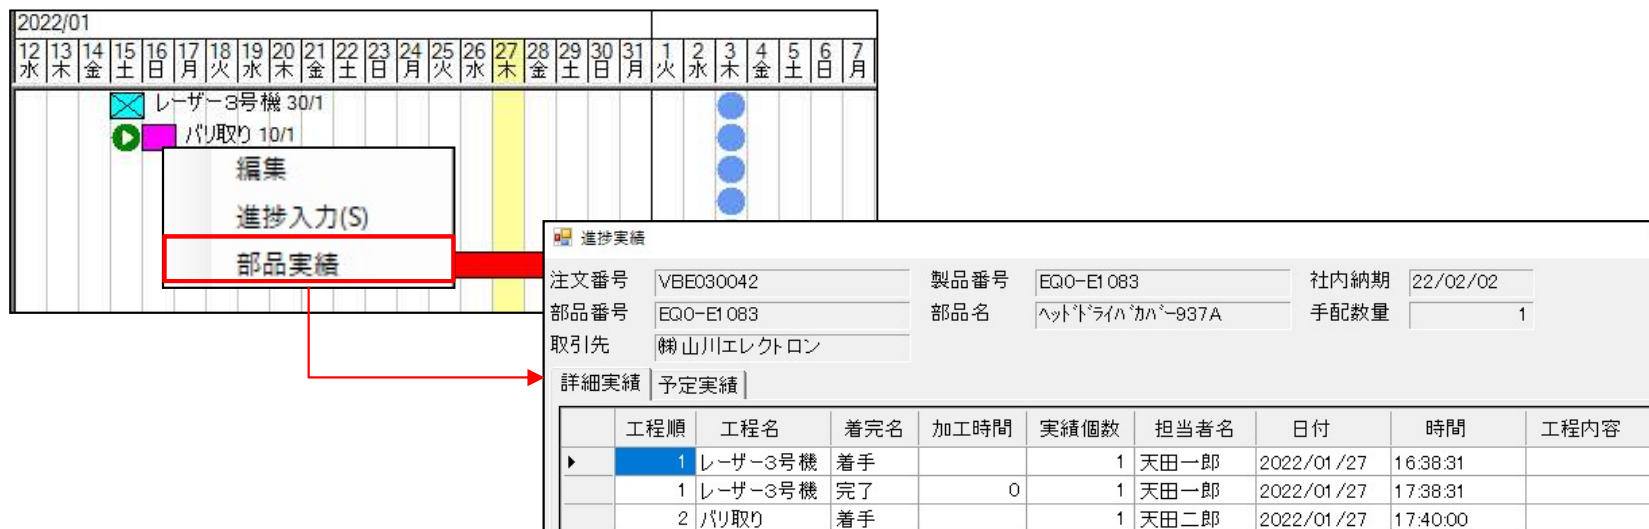 2022/01
12 13 14 15 16 17 18 19 20 21 22 23 24 25 26 27 28 29 30 31 1 2 3 4 5 6 7
水 木 金 土 日 月 火 水 木 金 土 日 月 火 水 木 金 土 日 月 火 水 木 金 土 日 月
レーザー3号機 30/1
バリ取り 10/1
編集
進捗入力(S)
部品実績
進捗実績
注文番号 VBE030042 製品番号 EQ0-E1083 社内納期 22/02/02
部品番号 EQ0-E1083 部品名 ヘッドドライバカバー937A 手配数量 1
取引先 ㈱山川エレクトロン
詳細実績 予定実績
工程順 工程名 着完名 加工時間 実績個数 担当者名 日付 時間 工程内容
1 レーザー3号機 着手 1 天田一郎 2022/01/27 16:38:31
1 レーザー3号機 完了 0 1 天田一郎 2022/01/27 17:38:31
2 バリ取り 着手 1 天田二郎 2022/01/27 17:40:00